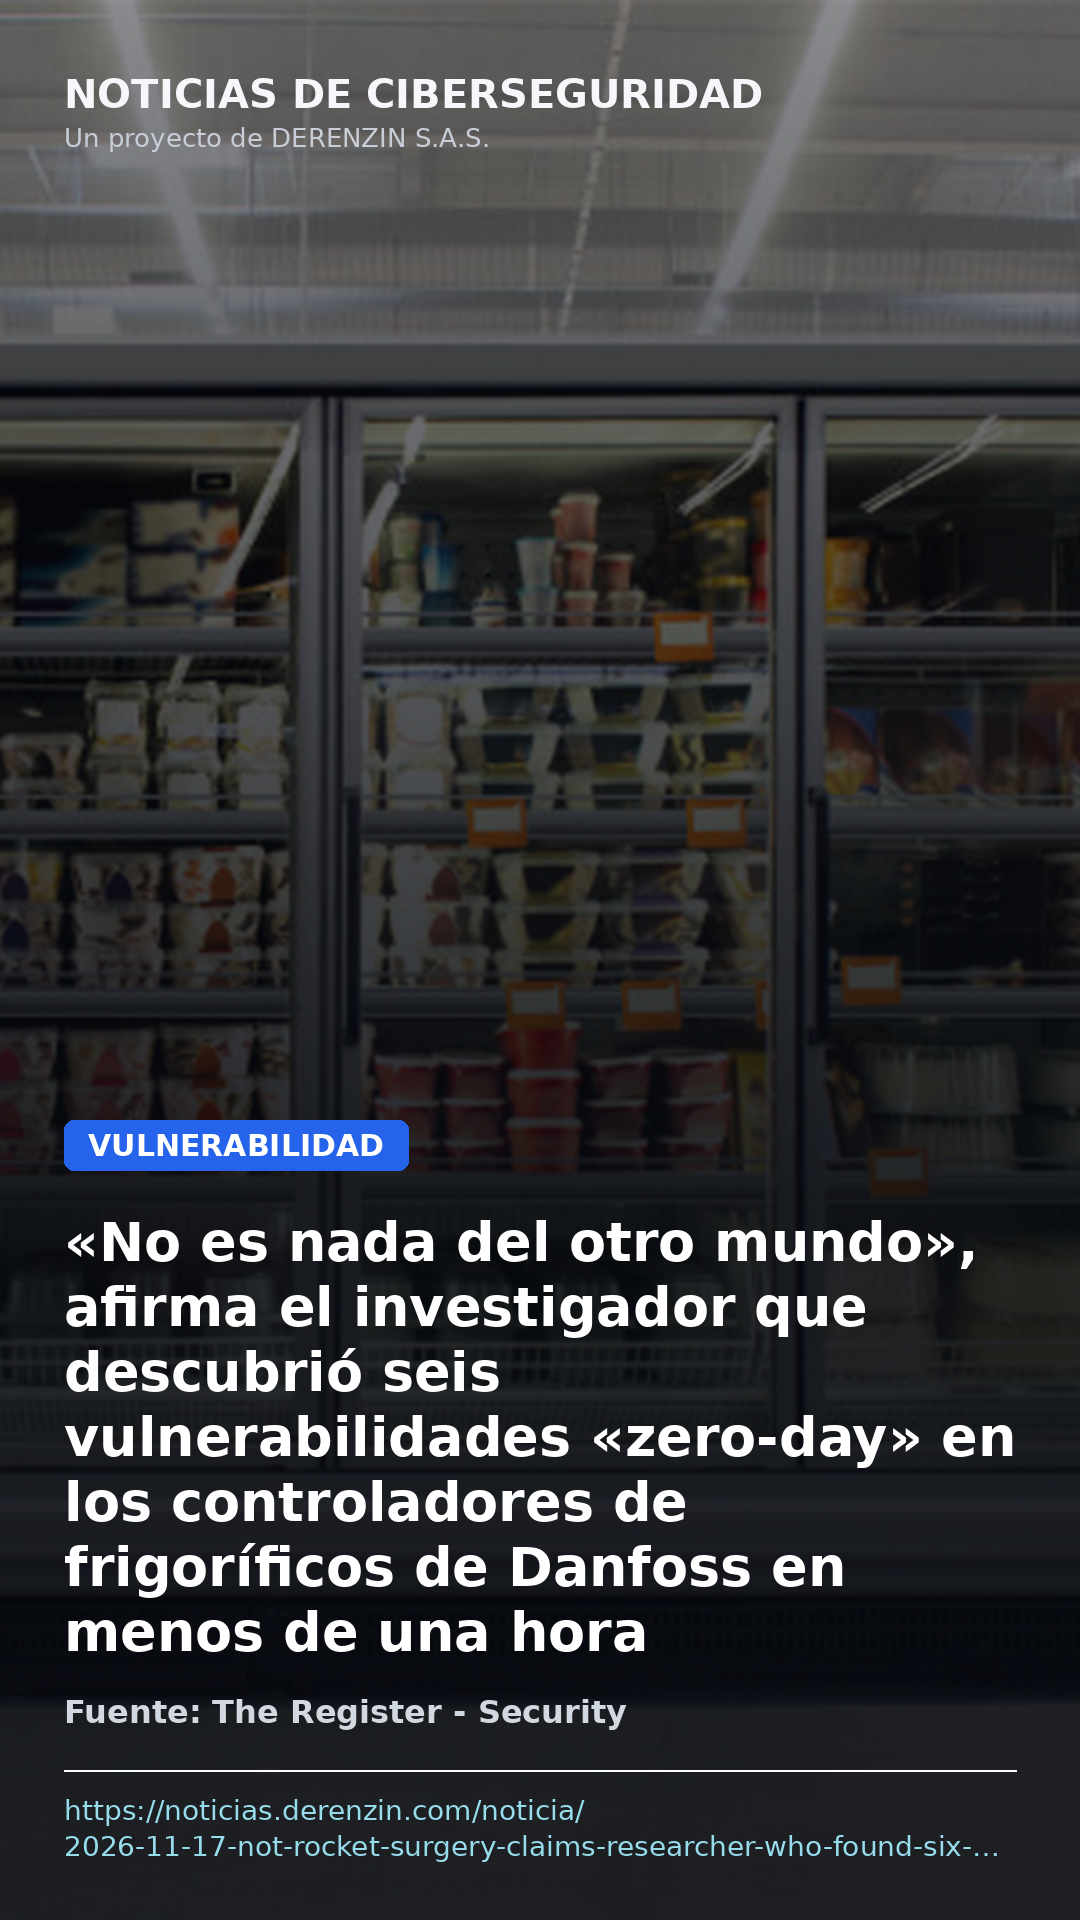 NOTICIAS DE CIBERSEGURIDAD
Un proyecto de DERENZIN S.A.S.
VULNERABILIDAD
«No es nada del otro mundo»,
afirma el investigador que
descubrió seis
vulnerabilidades «zero-day» en
los controladores de
frigoríficos de Danfoss en
menos de una hora
Fuente: The Register - Security
https://noticias.derenzin.com/noticia/
2026-11-17-not-rocket-surgery-claims-researcher-who-found-six-...